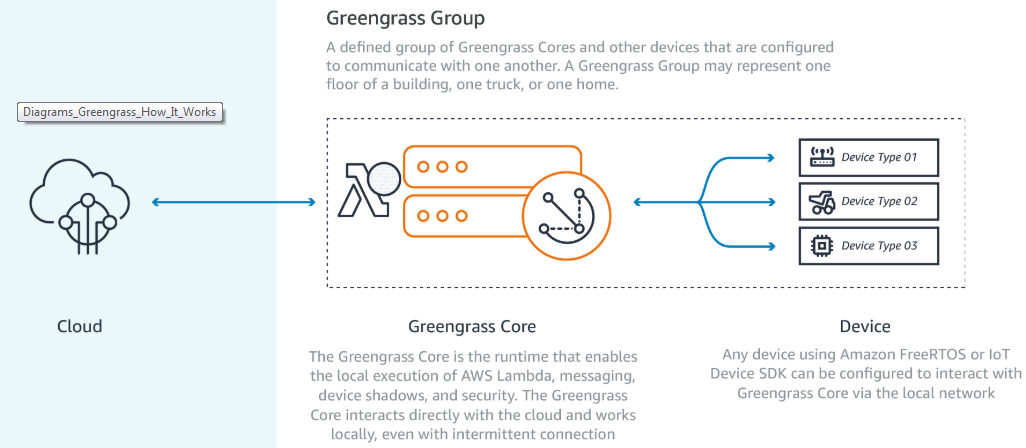 Greengrass Group
A defined group of Greengrass Cores and other devices that are configured
to communicate with one another. A Greengrass Group may represent one
floor of a building, one truck, or one home.
Diagrams_Greengrass_How_It_Works
Device Type 01
Device Type 02
Device Type 03
Cloud
Greengrass Core
The Greengrass Core is the runtime that enables
the local execution of AWS Lambda, messaging,
device shadows, and security. The Greengrass
Core interacts directly with the cloud and works
locally, even with intermittent connection
Device
Any device using Amazon FreeRTOS or IoT
Device SDK can be configured to interact with
Greengrass Core via the local network